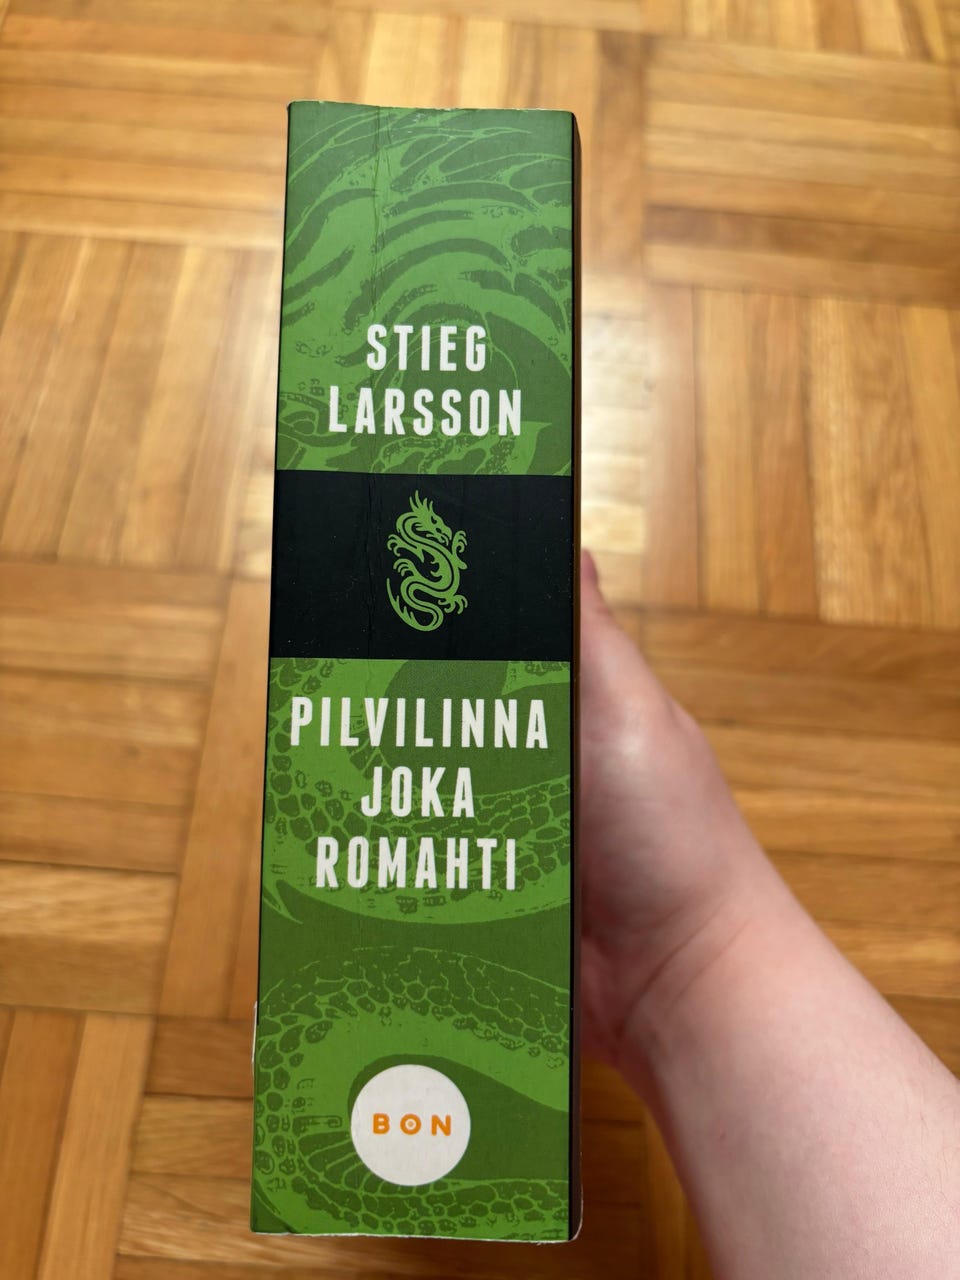 STIEG
LARSSON
PILVILINNA
JOKA
ROMAHTI
BON